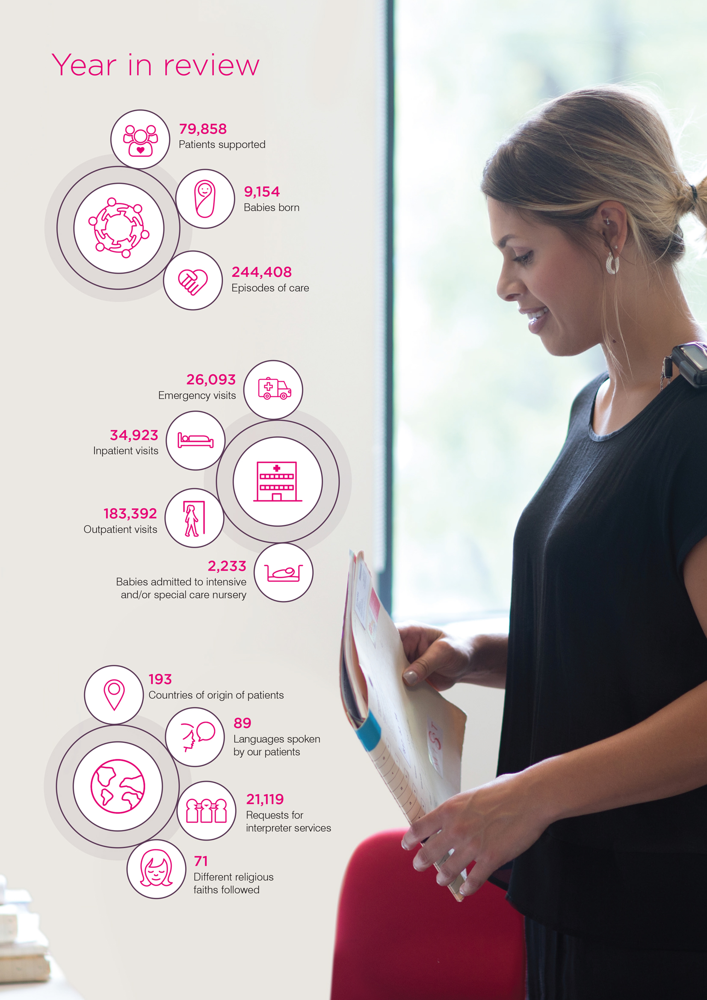 Year in review
79,858
Patients supported
9,154
Babies born
244,408
Episodes of care
26,093
Emergency visits
34,923
Inpatient visits
183,392
Outpatient visits
2,233
Babies admitted to intensive
and/or special care nursery
193
Countries of origin of patients
89
Languages spoken
by our patients
21,119
Requests for
interpreter services
71
Different religious
faiths followed